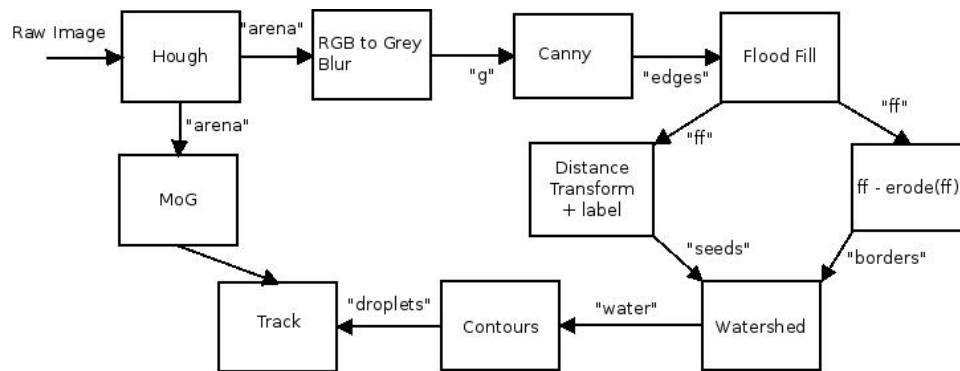 Raw Image
Hough
"arena"
RGB to Grey
Blur
"g"
Canny
"edges"
Flood Fill
"arena"
"ff"
"ff"
MoG
Distance
Transform
+ label
ff - erode(ff)
"seeds"
"borders"
Track
"droplets"
Contours
"water"
Watershed